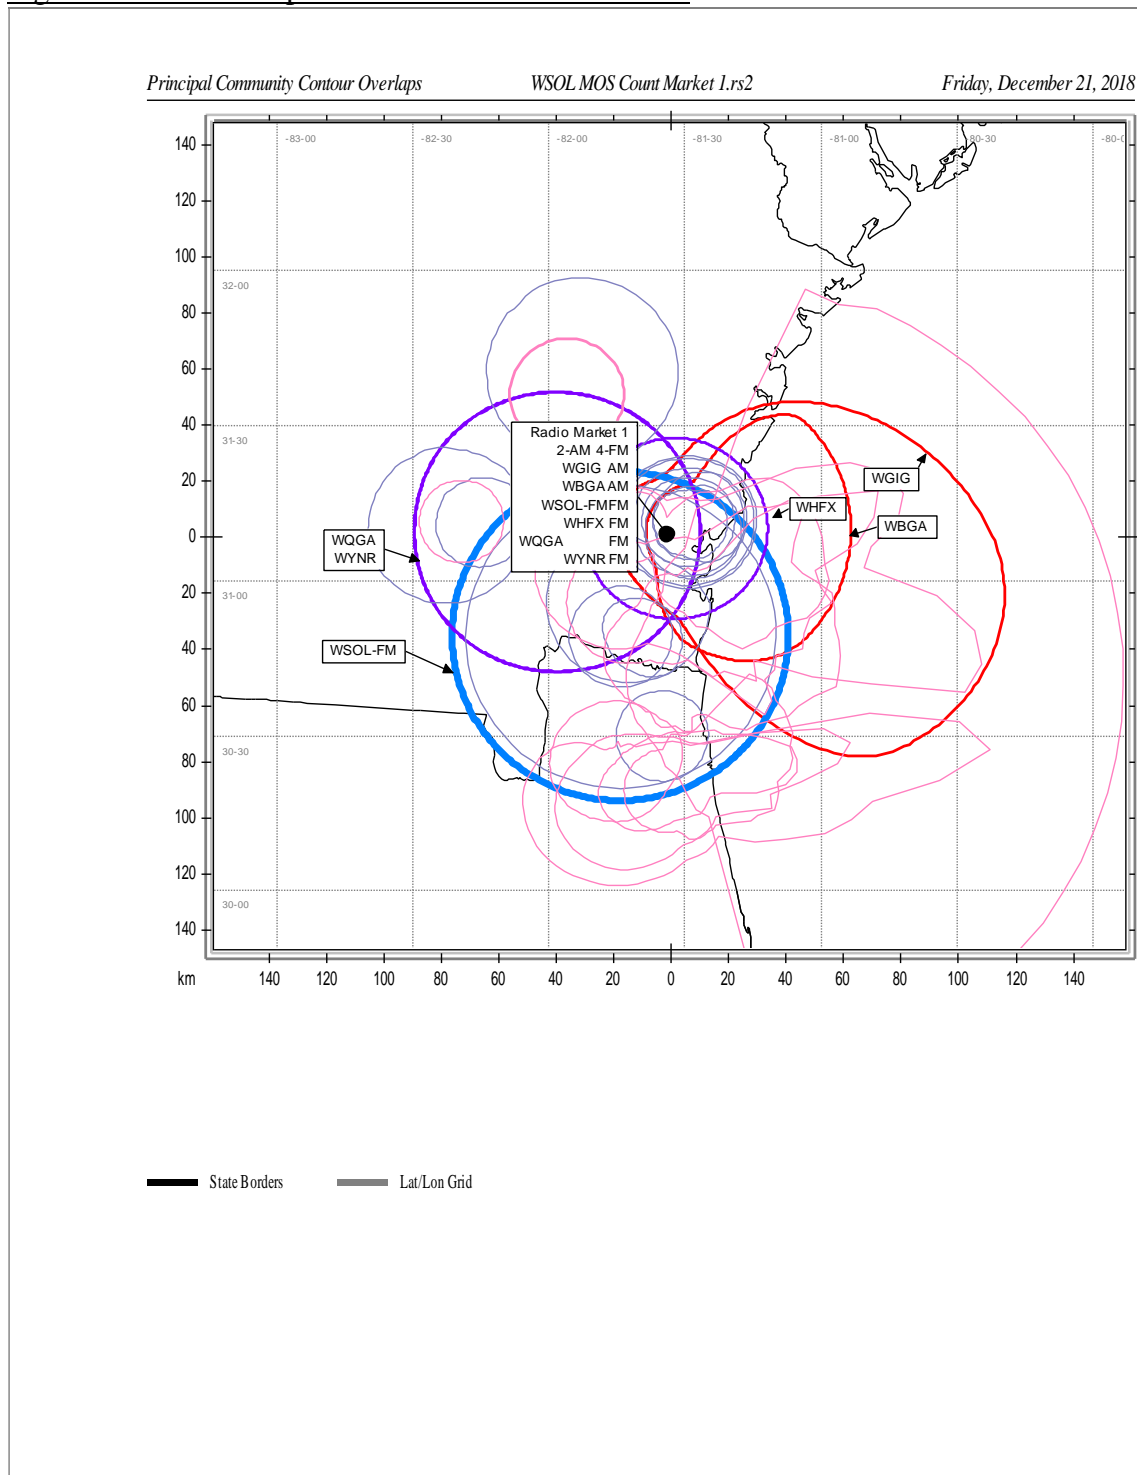 Principal Community Contour Overlaps WSOL MOS Count Market 1.rs2 Friday, December 21, 2018
-83-00 -82-30 -82-00 -81-30 -81-00 -80-30
140
120
100
80
60
40
20
0
20
40
60
80
100
120
140
32-00
31-30
31-00
30-30
30-00
Radio Market 1
2-AM 4-FM
WGIG AM
WBGA AM
WSOL-FM FM
WHFX FM
WQGA FM
WYNR FM
WGIG
WHFX
WBGA
WQGA
WYNR
WSOL-FM
km 140 120 100 80 60 40 20 0 20 40 60 80 100 120 140
State Borders Lat/Lon Grid